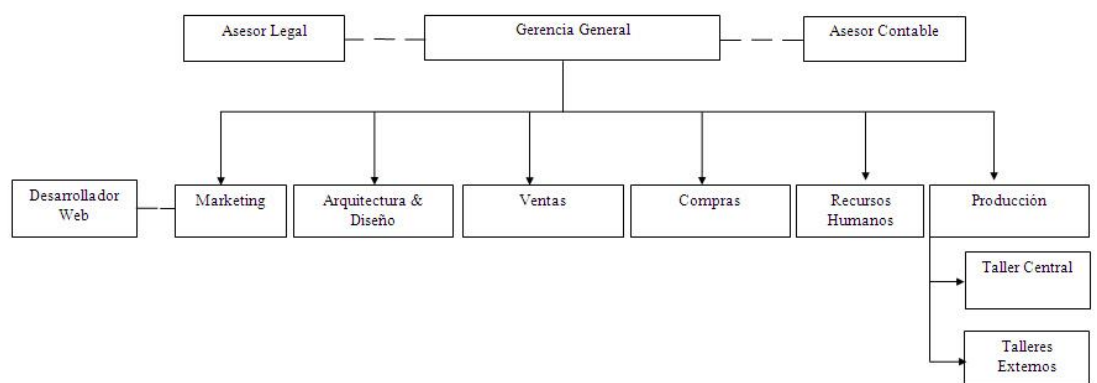 Asesor Legal
Gerencia General
Asesor Contable
Desarrollador
Web
Marketing
Arquitectura &
Diseño
Ventas
Compras
Recursos
Humanos
Producción
Taller Central
Talleres
Externos